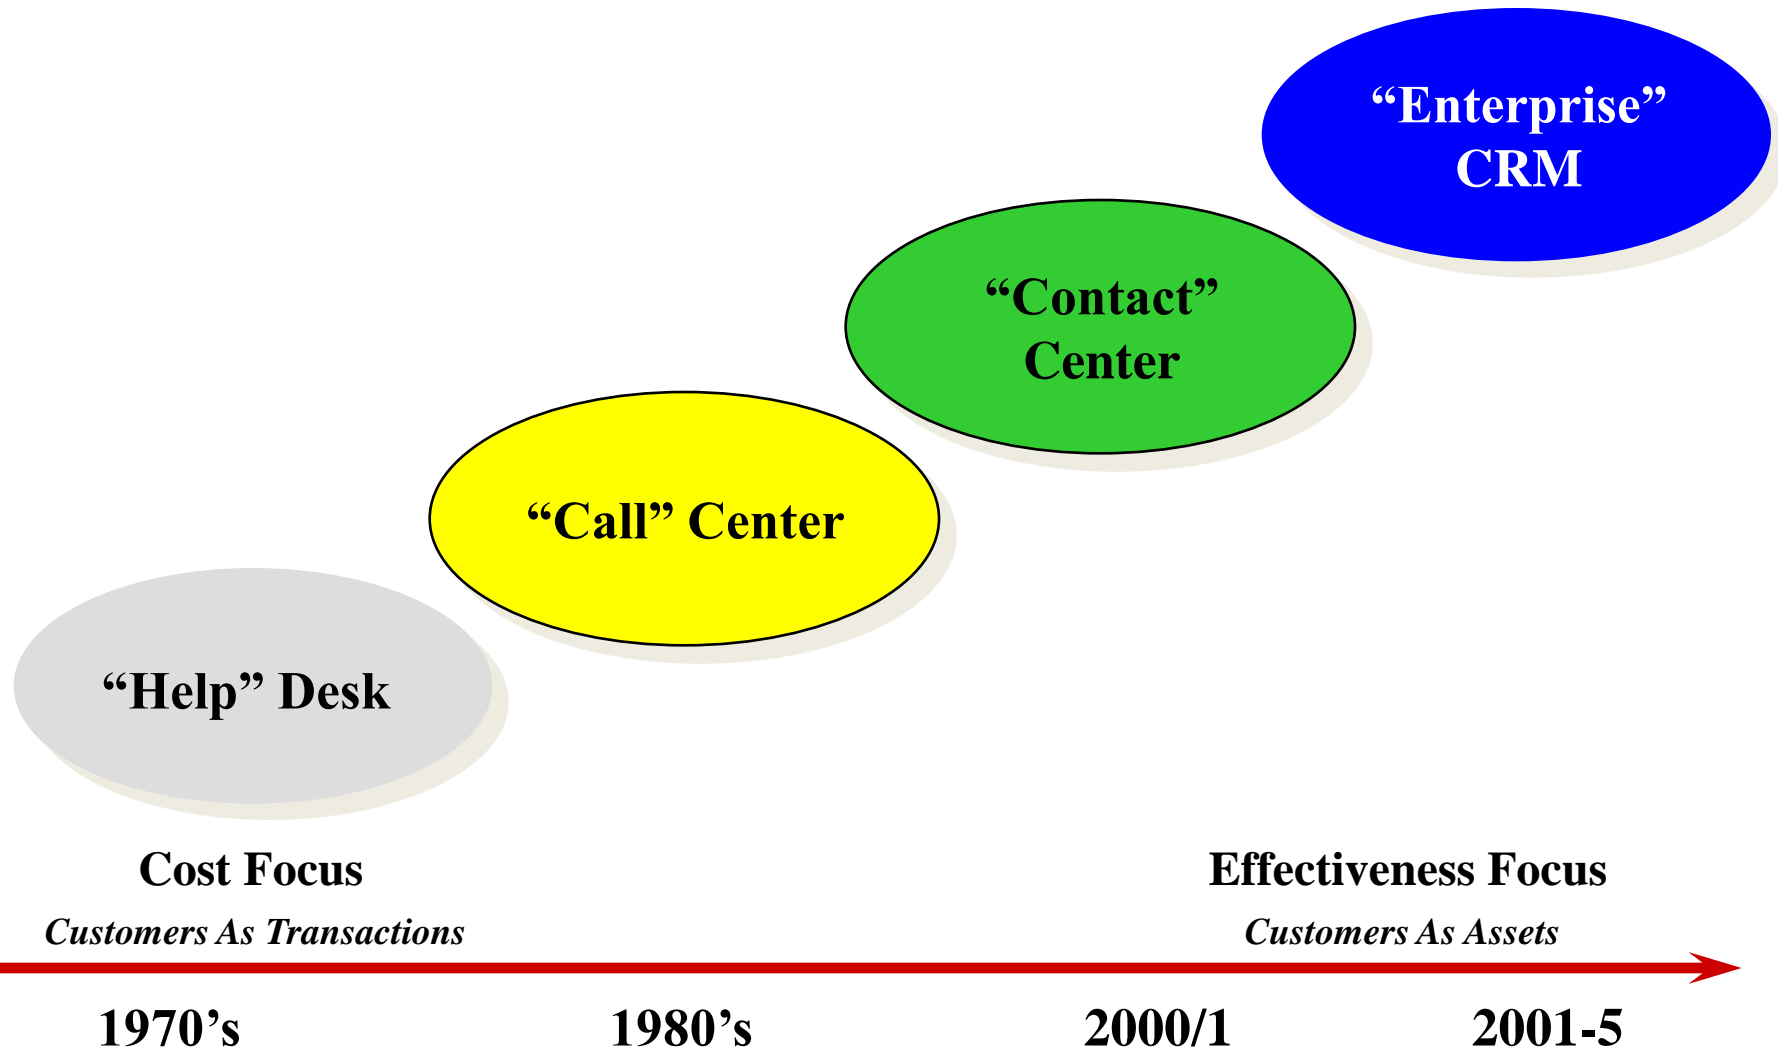 “Enterprise”
CRM
“Contact”
Center
“Call” Center
“Help” Desk
Cost Focus
Effectiveness Focus
Customers As Transactions
Customers As Assets
1970’s
1980’s
2000/1
2001-5